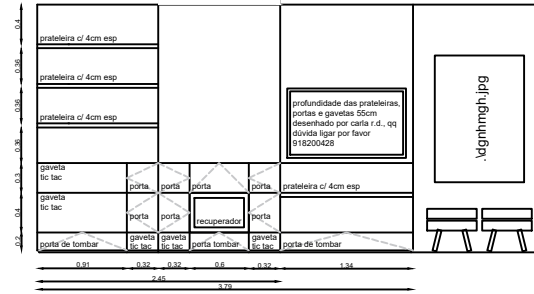 0.4
prateleira c/ 4cm esp
0.36
prateleira c/ 4cm esp
0.36
prateleira c/ 4cm esp
0.36
profundidade das prateleiras,
portas e gavetas 55cm
desenhado por carla r.d., qq
dúvida ligar por favor
918200428
.\dgnhmgh.jpg
gaveta
tic tac
0.3
porta
porta
porta
porta
prateleira c/ 4cm esp
gaveta
tic tac
0.4
porta
porta
recuperador
porta
0.2
porta de tombar
gaveta
tic tac
gaveta
tic tac
porta tombar
gaveta
tic tac
porta de tombar
0.91
0.32
0.32
0.6
0.32
1.34
2.45
3.79